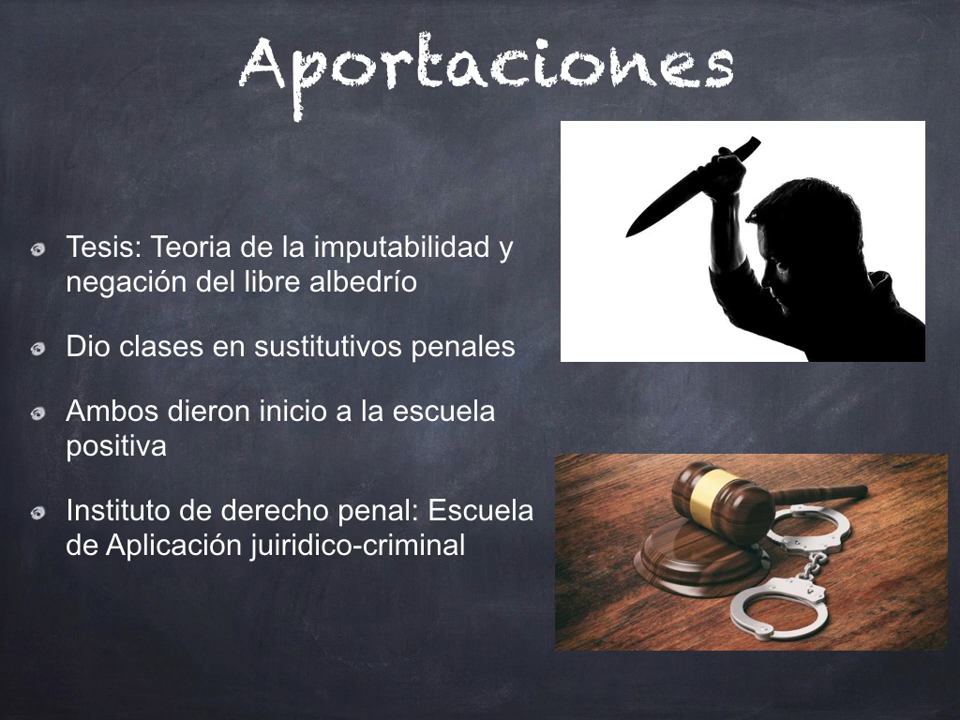 Aportaciones
Tesis: Teoria de la imputabilidad y
negación del libre albedrío
Dio clases en sustitutivos penales
Ambos dieron inicio a la escuela
positiva
Instituto de derecho penal: Escuela
de Aplicación juiridico-criminal